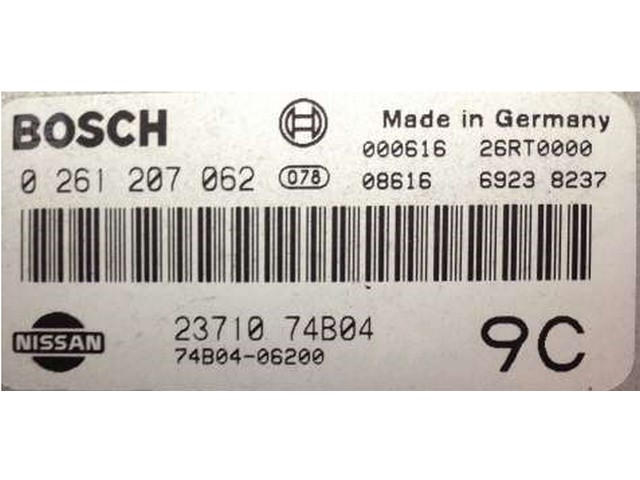 BOSCH
Made in Germany
000616 26RT0000
0 261 207 062 078
08616 6923 8237
NISSAN
23710 74B04
74B04-06200
9C